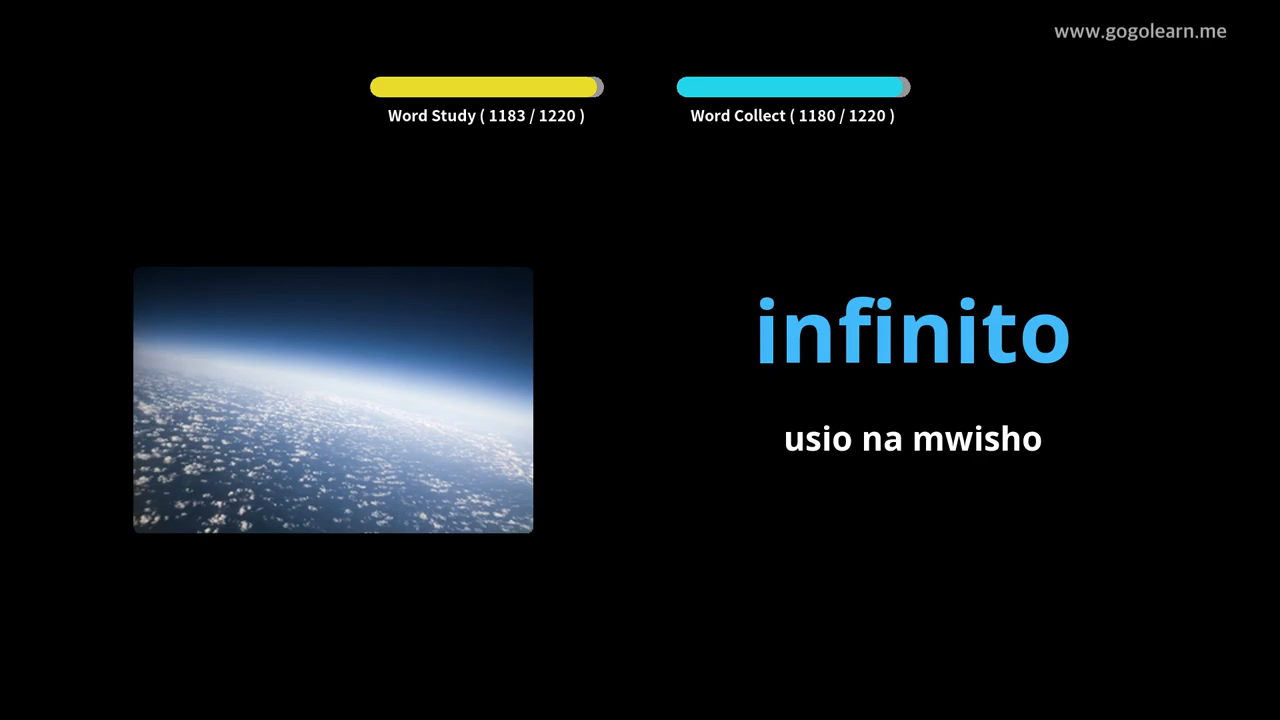 www.gogolearn.me
Word Study ( 1183 / 1220 )
Word Collect ( 1180 / 1220 )
infinito
usio na mwisho